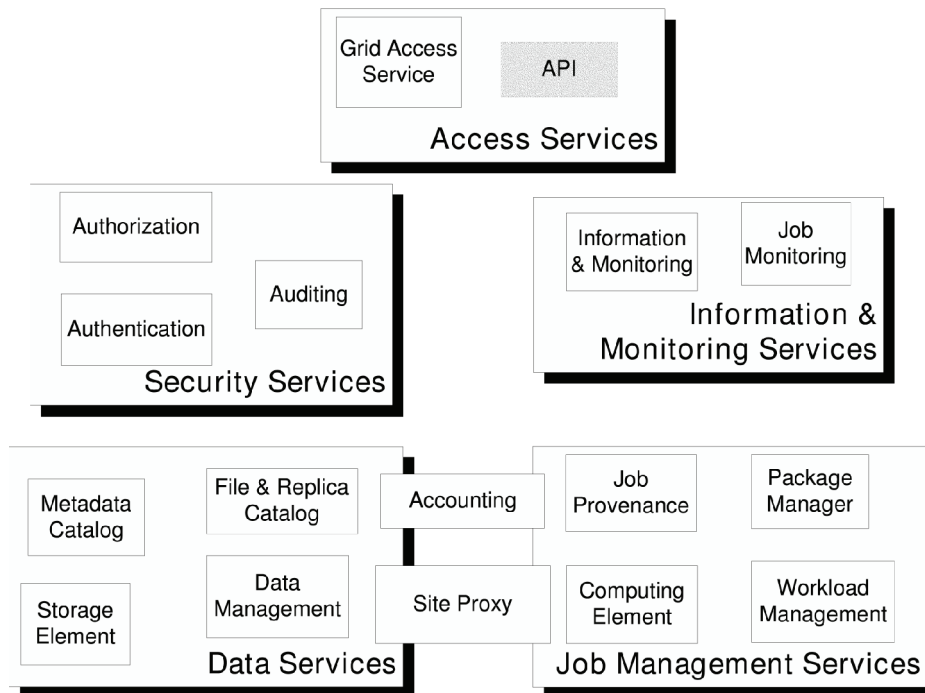 Grid Access
Service
API
Access Services
Authorization
Auditing
Authentication
Security Services
Information
& Monitoring
Job
Monitoring
Information &
Monitoring Services
Metadata
Catalog
File & Replica
Catalog
Storage
Element
Data
Management
Data Services
Accounting
Site Proxy
Job
Provenance
Package
Manager
Computing
Element
Workload
Management
Job Management Services